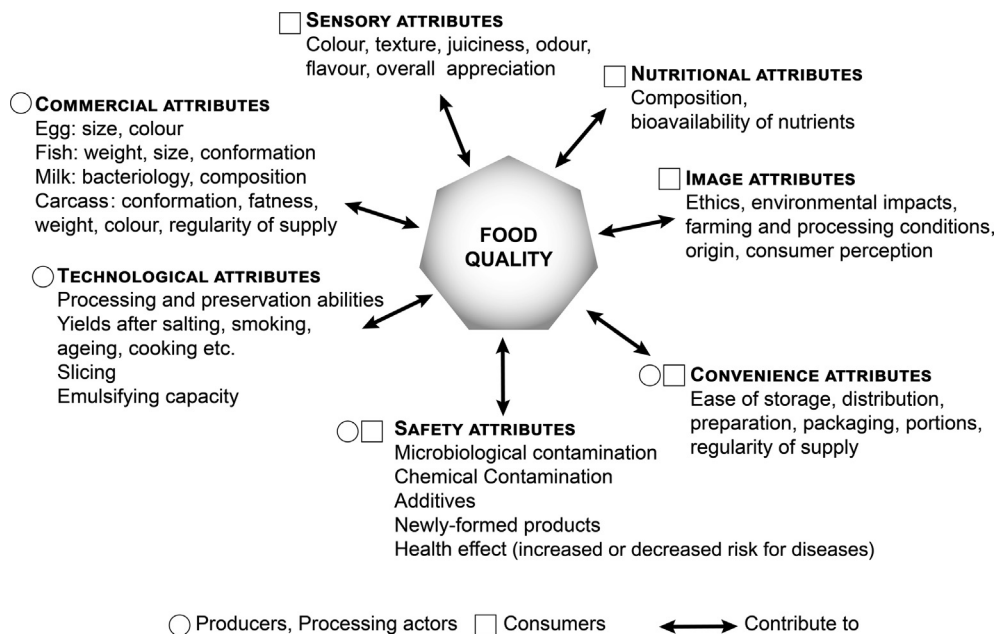 SENSORY ATTRIBUTES
Colour, texture, juiciness, odour,
flavour, overall appreciation
NUTRITIONAL ATTRIBUTES
Composition,
bioavailability of nutrients
COMMERCIAL ATTRIBUTES
Egg: size, colour
Fish: weight, size, conformation
Milk: bacteriology, composition
Carcass: conformation, fatness,
weight, colour, regularity of supply
IMAGE ATTRIBUTES
Ethics, environmental impacts,
farming and processing conditions,
origin, consumer perception
FOOD
QUALITY
TECHNOLOGICAL ATTRIBUTES
Processing and preservation abilities
Yields after salting, smoking,
ageing, cooking etc.
Slicing
Emulsifying capacity
CONVENIENCE ATTRIBUTES
Ease of storage, distribution,
preparation, packaging, portions,
regularity of supply
SAFETY ATTRIBUTES
Microbiological contamination
Chemical Contamination
Additives
Newly-formed products
Health effect (increased or decreased risk for diseases)
Producers, Processing actors
Consumers
Contribute to